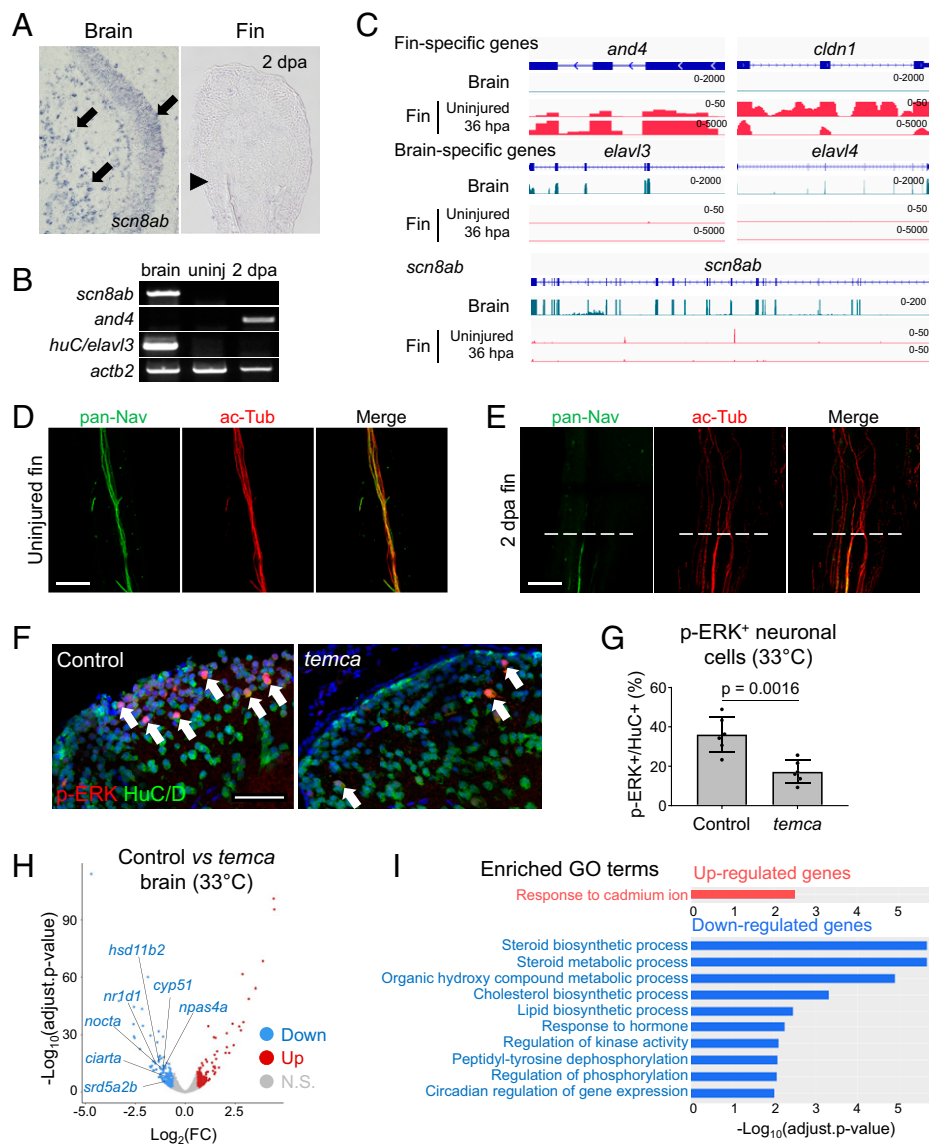 A
Brain
Fin
2 dpa
scn8ab
B
brain uninj 2 dpa
scn8ab
and4
huC/elavl3
actb2
C
Fin-specific genes
and4
cldn1
Brain
0-2000
0-2000
Fin
Uninjured
0-50
0-50
36 hpa
0-5000
0-5000
Brain-specific genes
elavl3
elavl4
Brain
0-2000
0-2000
Fin
Uninjured
0-50
0-50
36 hpa
0-5000
0-5000
scn8ab
scn8ab
Brain
0-200
Fin
Uninjured
0-50
36 hpa
0-50
D
pan-Nav
ac-Tub
Merge
Uninjured fin
E
pan-Nav
ac-Tub
Merge
2 dpa fin
F
Control
temca
p-ERK HuC/D
G
p-ERK+ neuronal
cells (33°C)
p = 0.0016
p-ERK+/HuC+ (%)
60
40
20
0
Control
temca
H
Control vs temca
brain (33°C)
-Log10(adjust.p-value)
90
60
30
0
hsd11b2
cyp51
nr1d1
npas4a
nocta
ciarta
srd5a2b
Down
Up
N.S.
-5.0 -2.5 0.0 2.5 5.0
Log2(FC)
I
Enriched GO terms
Up-regulated genes
Response to cadmium ion
0 1 2 3 4 5
Down-regulated genes
Steroid biosynthetic process
Steroid metabolic process
Organic hydroxy compound metabolic process
Cholesterol biosynthetic process
Lipid biosynthetic process
Response to hormone
Regulation of kinase activity
Peptidyl-tyrosine dephosphorylation
Regulation of phosphorylation
Circadian regulation of gene expression
0 1 2 3 4 5
-Log10(adjust.p-value)